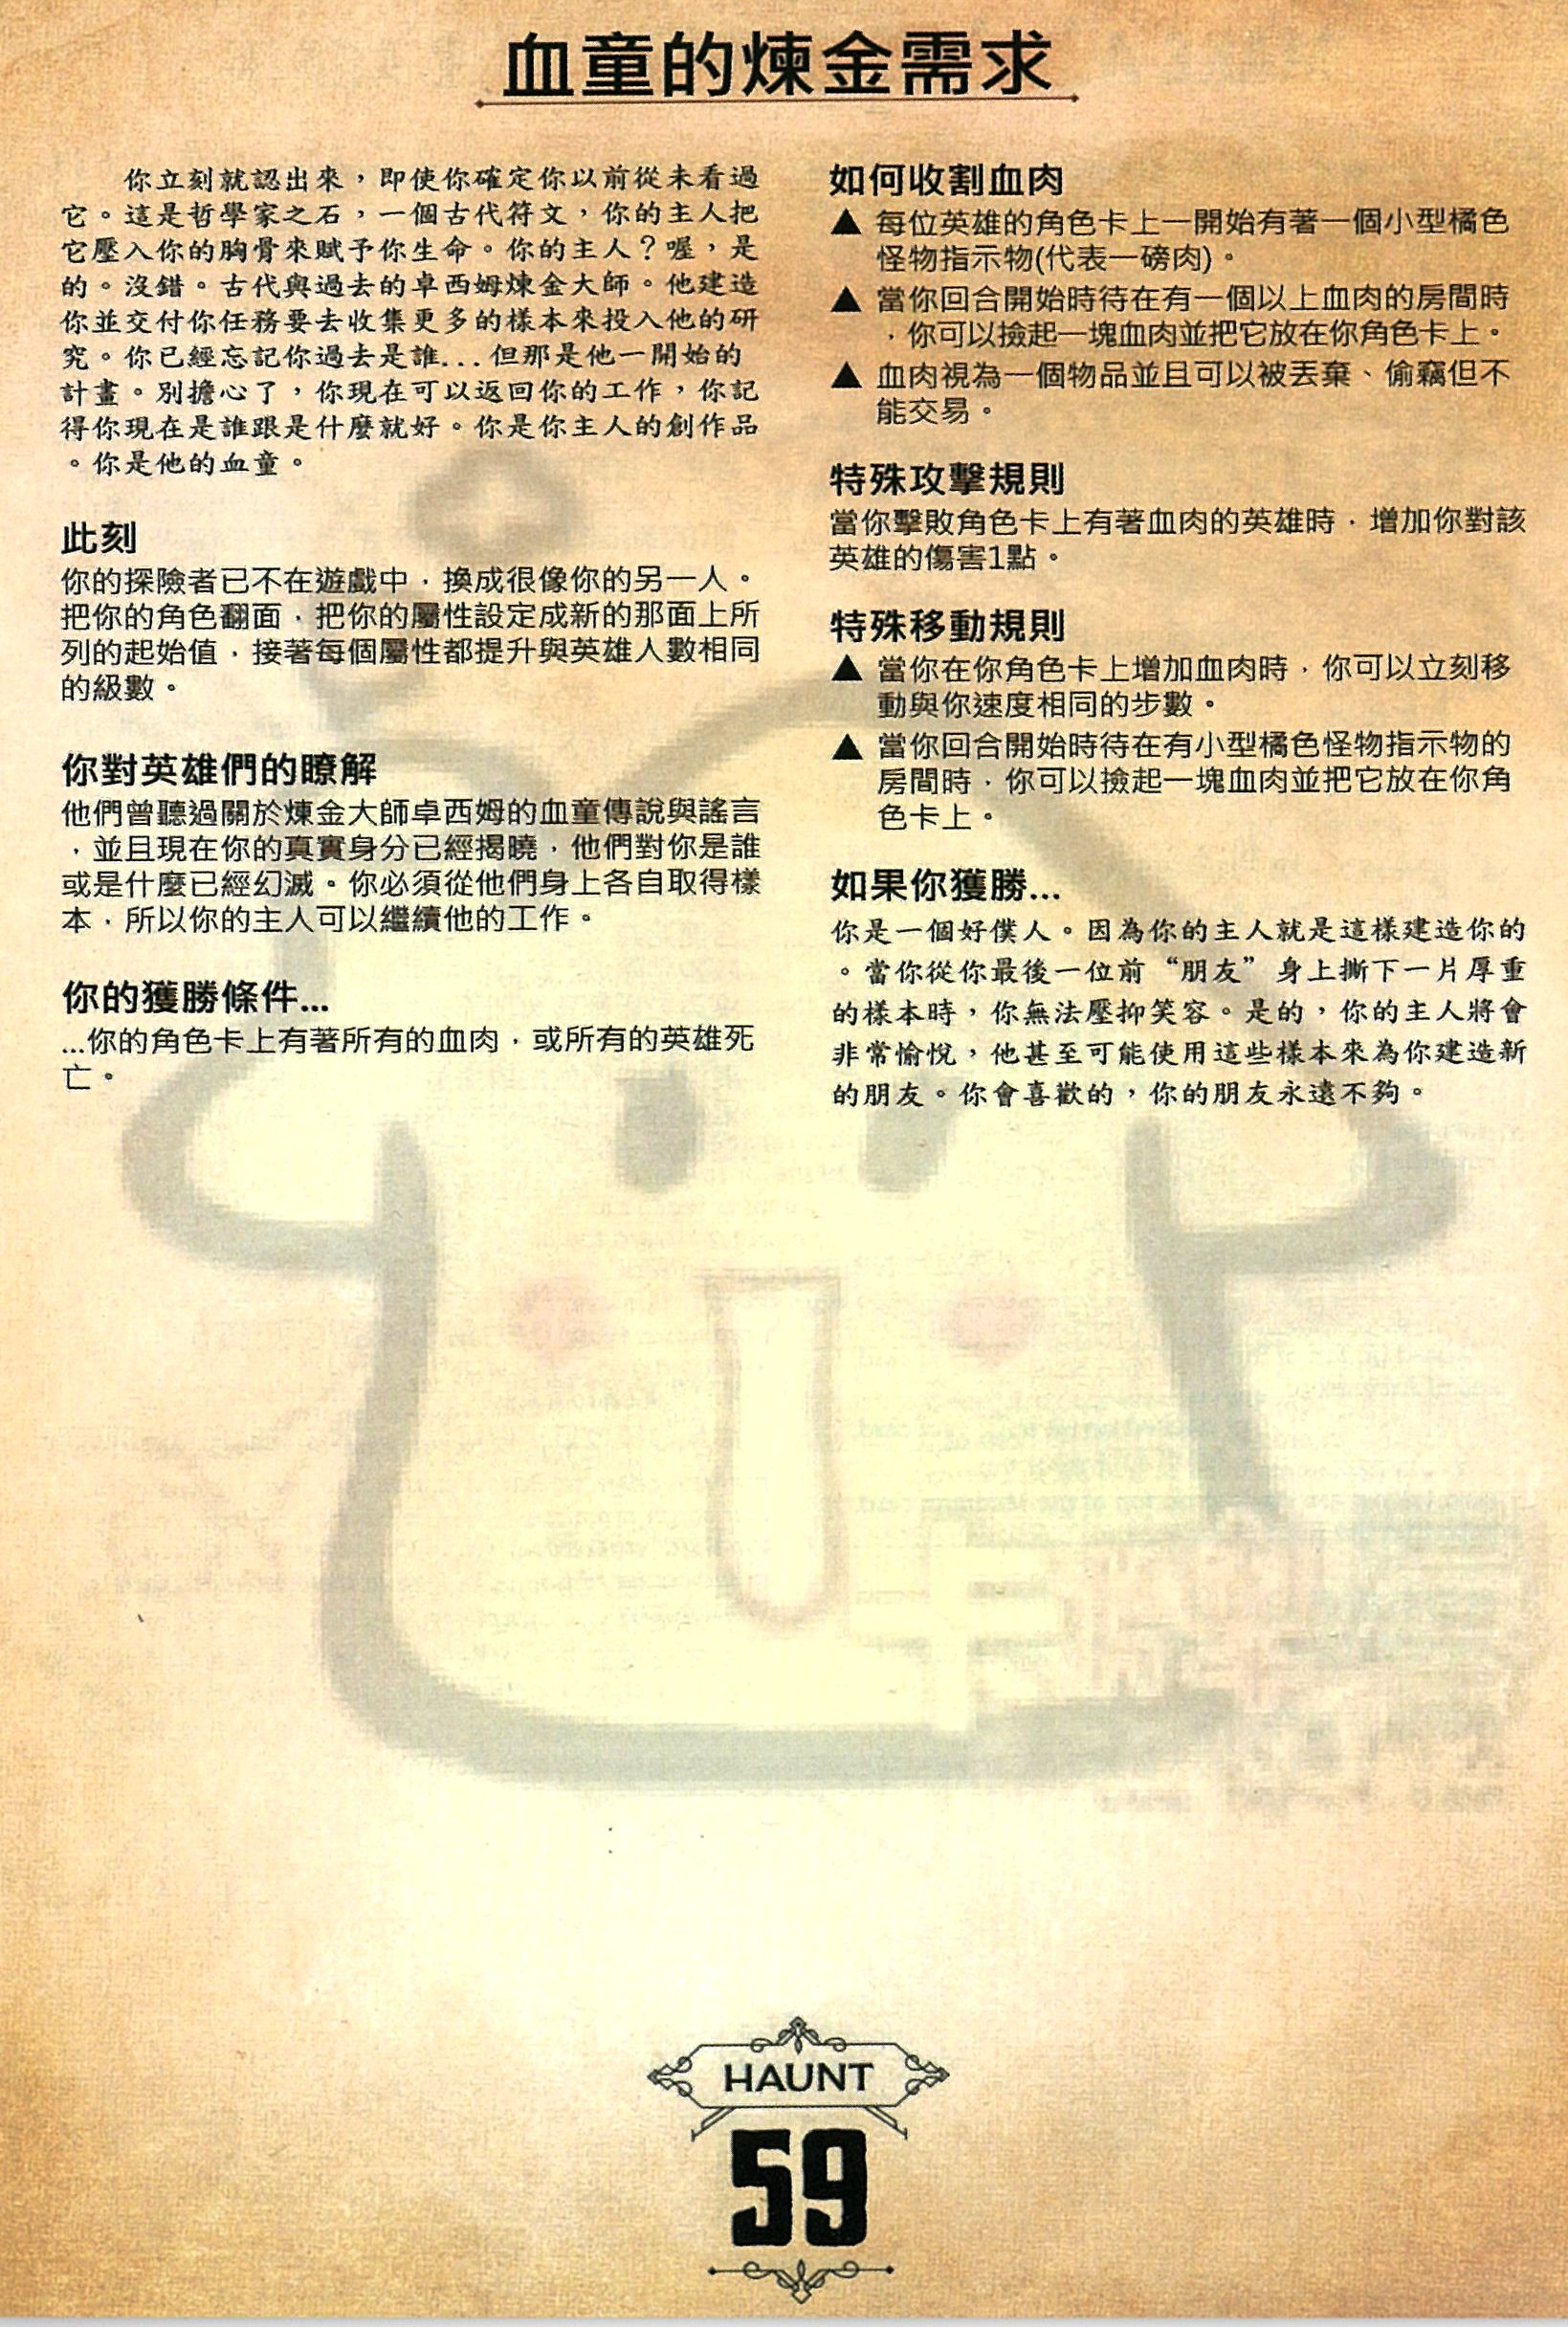 血童的煉金需求
你立刻就認出來，即使你確定你以前從未看過
它。這是哲學家之石，一個古代符文，你的主人把
它壓入你的胸骨來賦予你生命。你的主人？喔，是
的。沒錯。古代與過去的卓西姆煉金大師。他建造
你並交付你任務要去收集更多的樣本來投入他的研
究。你已經忘記你過去是誰...但那是他一開始的
計畫。別擔心了，你現在可以返回你的工作，你記
得你現在是誰跟是什麼就好。你是你主人的創作品
。你是他的血童。
此刻
你的探險者已不在遊戲中，換成很像你的另一人。
把你的角色翻面，把你的屬性設定成新的那面上所
列的起始值，接著每個屬性都提升與英雄人數相同
的級數。
你對英雄們的瞭解
他們曾聽過關於煉金大師卓西姆的血童傳說與謠言
，並且現在你的真實身分已經揭曉，他們對你是誰
或是什麼已經幻滅。你必須從他們身上各自取得樣
本，所以你的主人可以繼續他的工作。
你的獲勝條件...
...你的角色卡上有著所有的血肉，或所有的英雄死
亡。
如何收割血肉
▲ 每位英雄的角色卡上一開始有著一個小型橘色
怪物指示物(代表一磅肉)。
▲ 當你回合開始時待在有一個以上血肉的房間時
，你可以撿起一塊血肉並把它放在你角色卡上。
▲ 血肉視為一個物品並且可以被丟棄、偷竊但不
能交易。
特殊攻擊規則
當你擊敗角色卡上有著血肉的英雄時，增加你對該
英雄的傷害1點。
特殊移動規則
▲ 當你在你角色卡上增加血肉時，你可以立刻移
動與你速度相同的步數。
▲ 當你回合開始時待在有小型橘色怪物指示物的
房間時，你可以撿起一塊血肉並把它放在你角
色卡上。
如果你獲勝...
你是一個好僕人。因為你的主人就是這樣建造你的
。當你從你最後一位前“朋友”身上撕下一片厚重
的樣本時，你無法壓抑笑容。是的，你的主人將會
非常愉悅，他甚至可能使用這些樣本來為你建造新
的朋友。你會喜歡的，你的朋友永遠不夠。
HAUNT
59